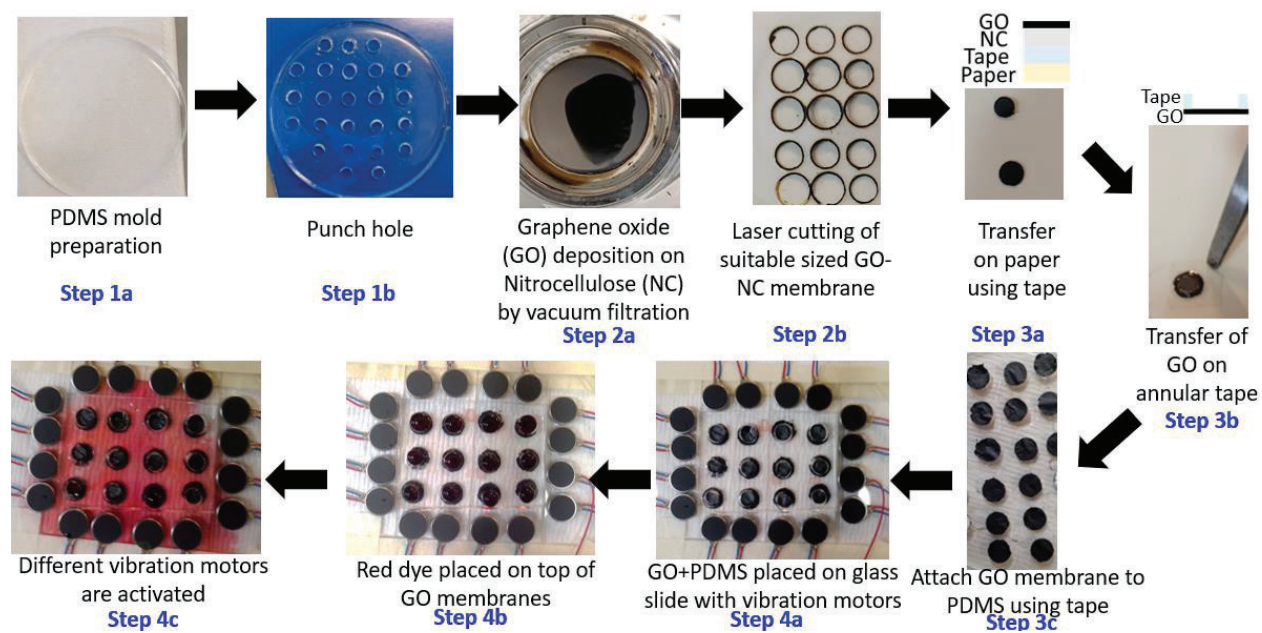 PDMS mold
preparation
Step 1a
Punch hole
Step 1b
Graphene oxide
(GO) deposition on
Nitrocellulose (NC)
by vacuum filtration
Step 2a
Laser cutting of
suitable sized GO-
NC membrane
Step 2b
GO
NC
Tape
Paper
Transfer
on paper
using tape
Step 3a
Tape
GO
Transfer of
GO on
annular tape
Step 3b
Attach GO membrane to
PDMS using tape
Step 3c
GO+PDMS placed on glass
slide with vibration motors
Step 4a
Red dye placed on top of
GO membranes
Step 4b
Different vibration motors
are activated
Step 4c